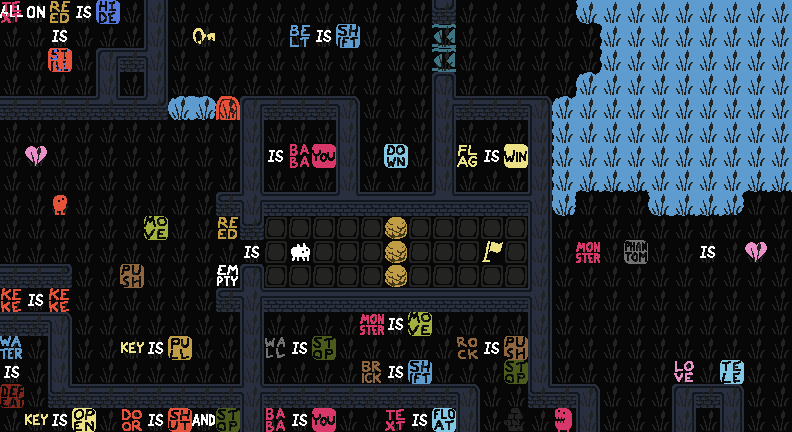 ALL ON REED IS HIDE
TEXT
IS
STILL
BELT IS SHIFT
IS BABA YOU
DOWN
FLAG IS WIN
MOVE
REED
IS
EMPTY
PUSH
MONSTER PHANTOM IS
KEKE IS KEKE
MONSTER IS MOVE
WATER
IS
DEFEAT
KEY IS PULL
WALL IS STOP
ROCK IS PUSH
STOP
BRICK IS SHIFT
LOVE TELE
KEY IS OPEN
DOOR IS SHUT AND STOP
BABA IS YOU
TEXT IS FLOAT